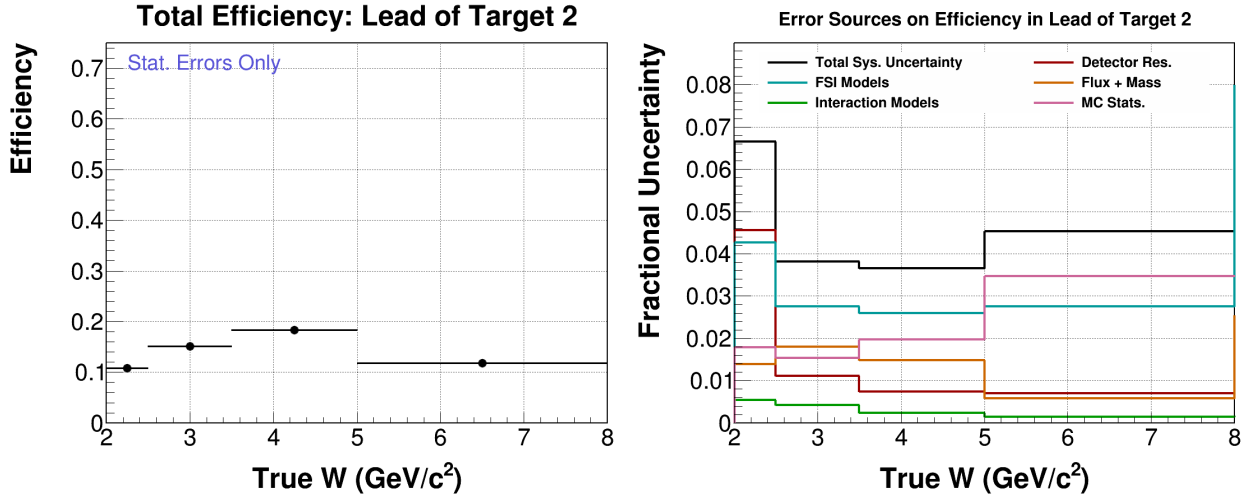 Total Efficiency: Lead of Target 2
Efficiency
Stat. Errors Only
0.7
0.6
0.5
0.4
0.3
0.2
0.1
0
2 3 4 5 6 7 8
True W (GeV/c²)
Error Sources on Efficiency in Lead of Target 2
Fractional Uncertainty
Total Sys. Uncertainty
FSI Models
Interaction Models
Detector Res.
Flux + Mass
MC Stats.
0.08
0.07
0.06
0.05
0.04
0.03
0.02
0.01
0
2 3 4 5 6 7 8
True W (GeV/c²)